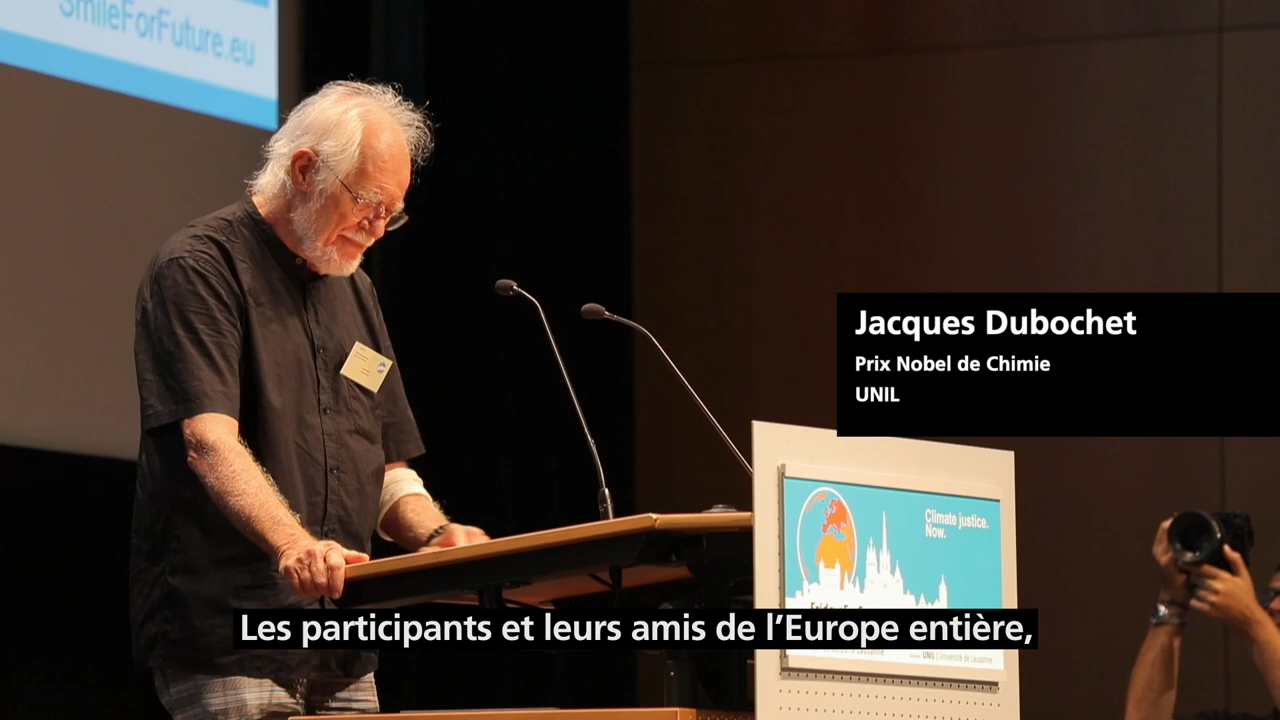 SmileForFuture.eu
Jacques Dubochet
Prix Nobel de Chimie
UNIL
Climate justice.
Now.
Les participants et leurs amis de l’Europe entière,
UNIL | Université de Lausanne